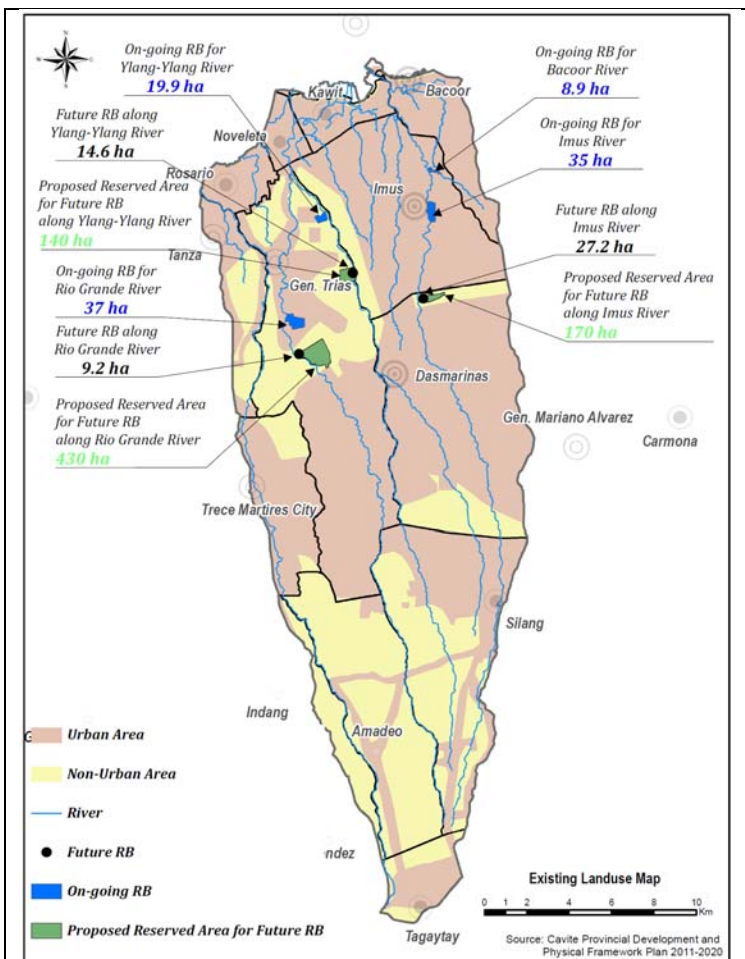 On-going RB for
Ylang-Ylang River
19.9 ha
Future RB along
Ylang-Ylang River
14.6 ha
Proposed Reserved Area
for Future RB
along Ylang-Ylang River
140 ha
On-going RB for
Rio Grande River
37 ha
Future RB along
Rio Grande River
9.2 ha
Proposed Reserved Area
for Future RB
along Rio Grande River
430 ha
On-going RB for
Bacoor River
8.9 ha
On-going RB for
Imus River
35 ha
Future RB along
Imus River
27.2 ha
Proposed Reserved Area
for Future RB
along Imus River
170 ha
Kawit
Bacoor
Noveleta
Rosario
Imus
Tanza
Gen. Trias
Dasmarinas
Gen. Mariano Alvarez
Carmona
Trece Martires City
Silang
Indang
Amadeo
ndez
Tagaytay
G
Urban Area
Non-Urban Area
River
Future RB
On-going RB
Proposed Reserved Area for Future RB
Existing Landuse Map
0 1 2 4 6 8 10
Km
Source: Cavite Provincial Development and
Physical Framework Plan 2011-2020